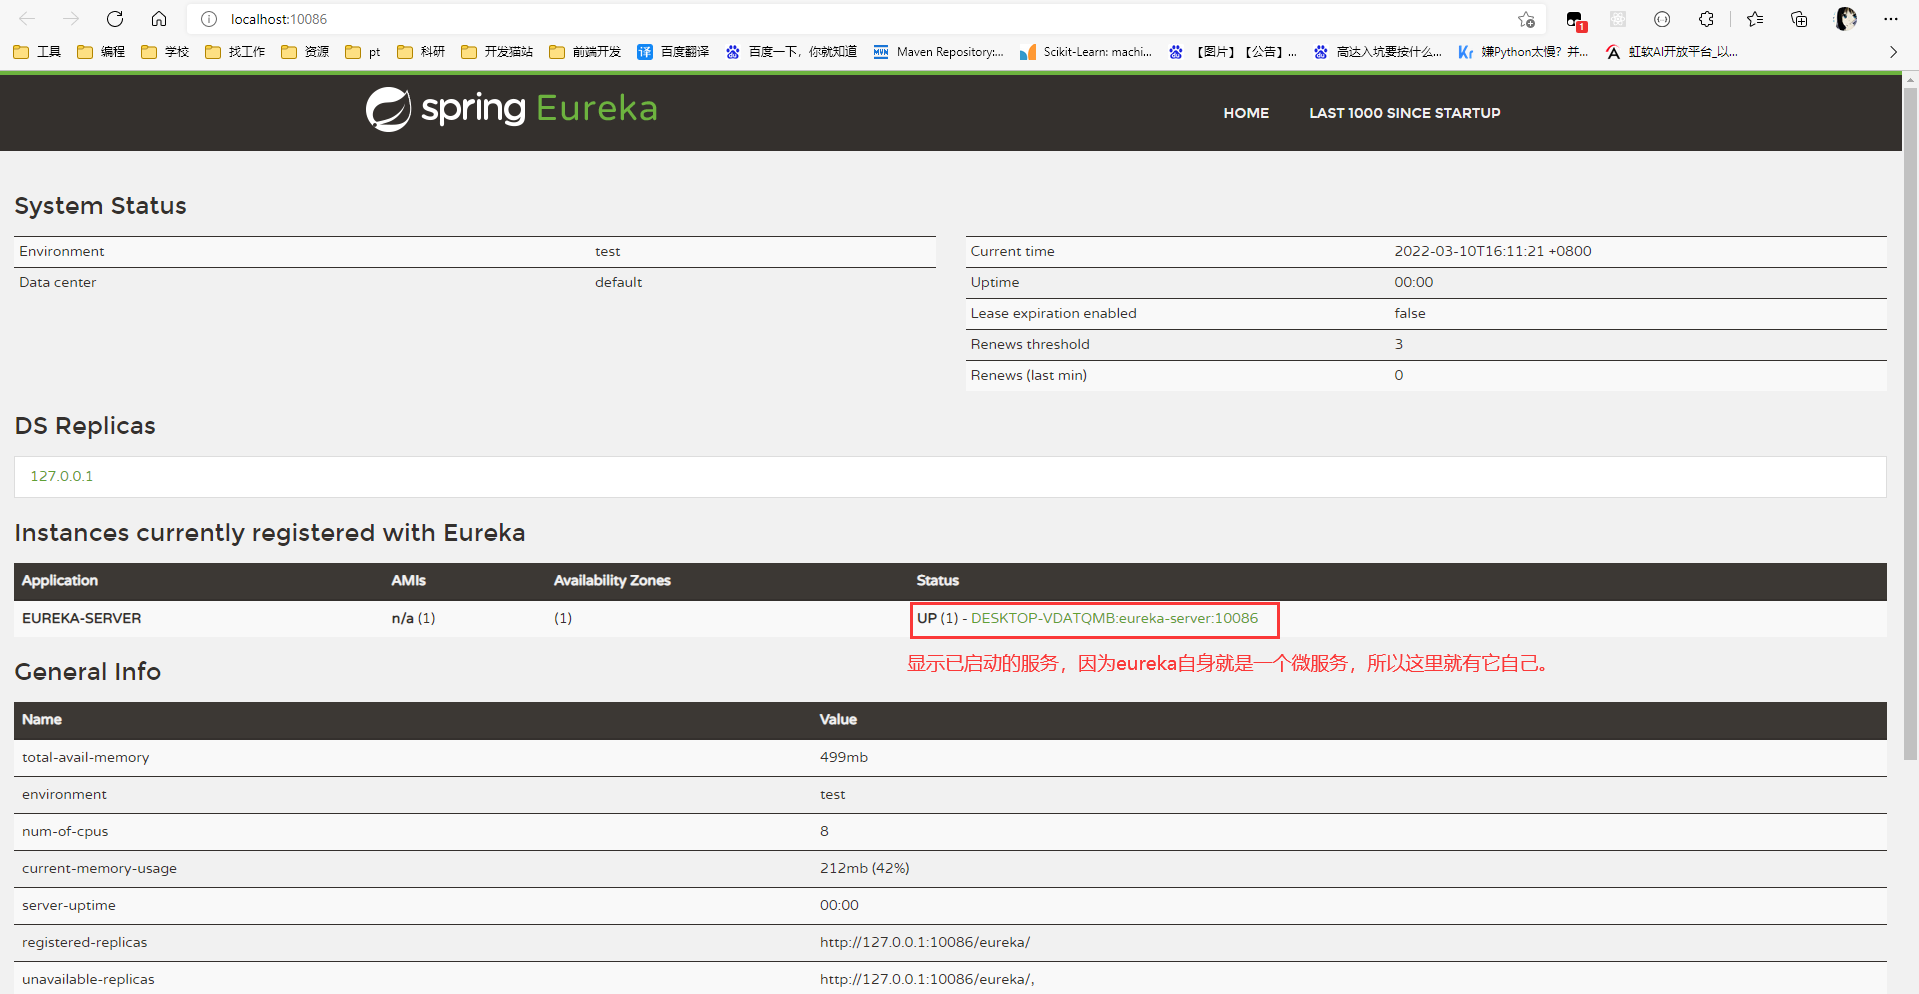 localhost:10086
1
工具 编程 学校 找工作 资源 pt 科研 开发猫站 前端开发 译 百度翻译 百度一下，你就知道 MVN Maven Repository:... Scikit-Learn: machi... 【图片】【公告】... 高达入坑要按什么... Kr 嫌Python太慢？并... 虹软AI开放平台_以...
spring Eureka
HOME LAST 1000 SINCE STARTUP
System Status
Environment test Current time 2022-03-10T16:11:21 +0800
Data center default Uptime 00:00
Lease expiration enabled false
Renews threshold 3
Renews (last min) 0
DS Replicas
127.0.0.1
Instances currently registered with Eureka
Application AMIs Availability Zones Status
EUREKA-SERVER n/a (1) (1) UP (1) - DESKTOP-VDATQMB:eureka-server:10086
显示已启动的服务，因为eureka自身就是一个微服务，所以这里就有它自己。
General Info
Name Value
total-avail-memory 499mb
environment test
num-of-cpus 8
current-memory-usage 212mb (42%)
server-uptime 00:00
registered-replicas http://127.0.0.1:10086/eureka/
unavailable-replicas http://127.0.0.1:10086/eureka/,